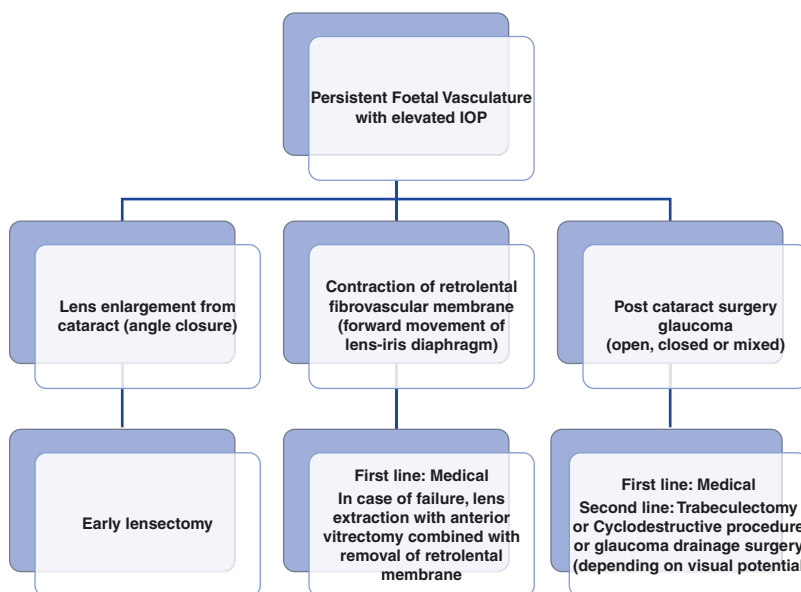 Persistent Foetal Vasculature
with elevated IOP
Lens enlargement from
cataract (angle closure)
Contraction of retrolental
fibrovascular membrane
(forward movement of
lens-iris diaphragm)
Post cataract surgery
glaucoma
(open, closed or mixed)
Early lensectomy
First line: Medical
In case of failure, lens
extraction with anterior
vitrectomy combined with
removal of retrolental
membrane
First line: Medical
Second line: Trabeculectomy
or Cyclodestructive procedure
or glaucoma drainage surgery
(depending on visual potential